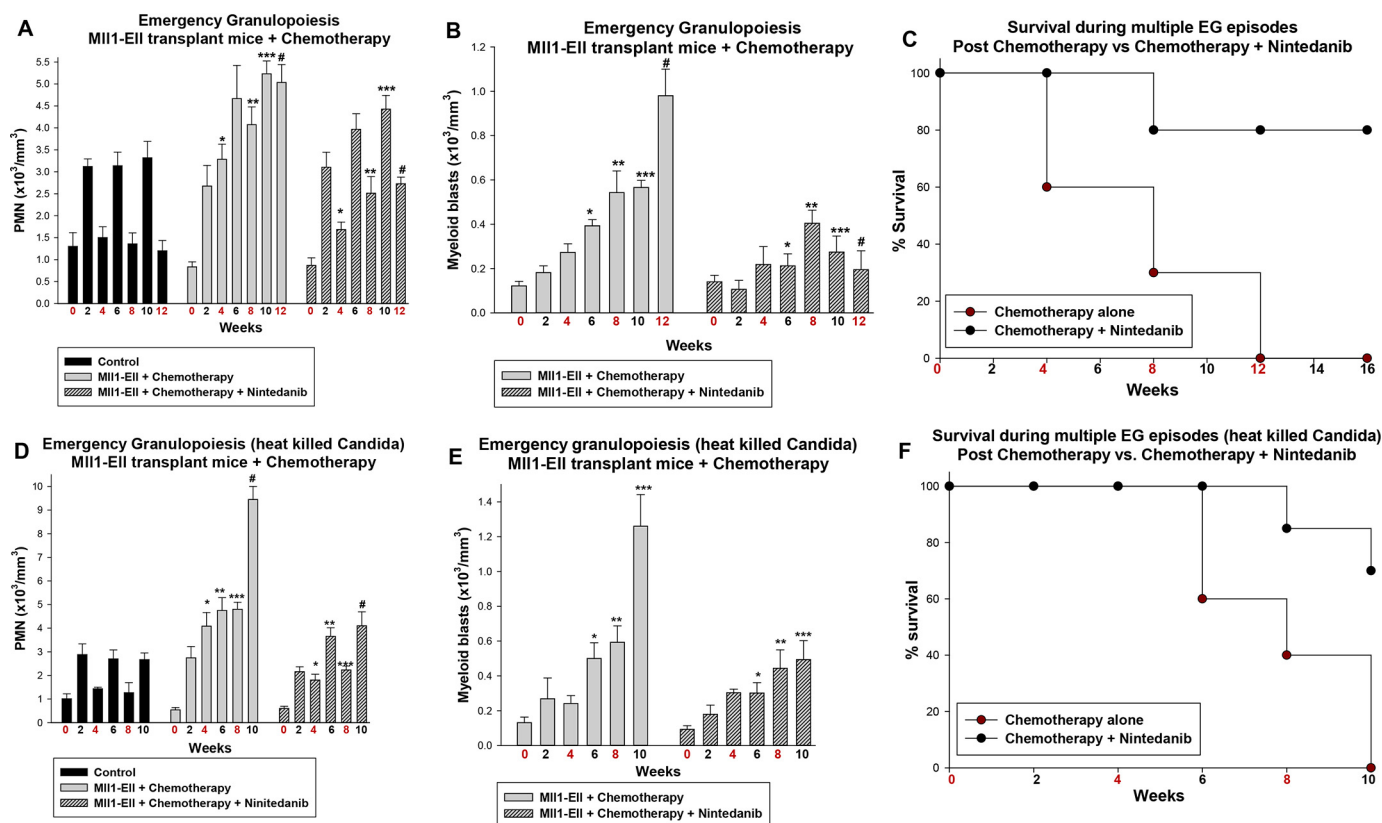 A
Emergency Granulopoiesis
Mll1-Ell transplant mice + Chemotherapy
PMN (x10³/mm³)
5.5
5.0
4.5
4.0
3.5
3.0
2.5
2.0
1.5
1.0
0.5
0.0
* ** *** #
* ** *** #
0 2 4 6 8 10 12 0 2 4 6 8 10 12 0 2 4 6 8 10 12
Weeks
Control
Mll1-Ell + Chemotherapy
Mll1-Ell + Chemotherapy + Nintedanib
B
Emergency Granulopoiesis
Mll1-Ell transplant mice + Chemotherapy
Myeloid blasts (x10³/mm³)
1.2
1.0
0.8
0.6
0.4
0.2
0.0
* ** *** #
* ** *** #
0 2 4 6 8 10 12 0 2 4 6 8 10 12
Weeks
Mll1-Ell + Chemotherapy
Mll1-Ell + Chemotherapy + Nintedanib
C
Survival during multiple EG episodes
Post Chemotherapy vs Chemotherapy + Nintedanib
% Survival
100
80
60
40
20
0
Chemotherapy alone
Chemotherapy + Nintedanib
0 2 4 6 8 10 12 14 16
Weeks
D
Emergency Granulopoiesis (heat killed Candida)
Mll1-Ell transplant mice + Chemotherapy
PMN (x10³/mm³)
10
9
8
7
6
5
4
3
2
1
0
* ** *** #
* ** *** #
0 2 4 6 8 10 0 2 4 6 8 10 0 2 4 6 8 10
Weeks
Control
Mll1-Ell + Chemotherapy
Mll1-Ell + Chemotherapy + Ninitedanib
E
Emergency granulopoiesis (heat killed Candida)
Mll1-Ell transplant mice + Chemotherapy
Myeloid blasts (x10³/mm³)
1.4
1.2
1.0
0.8
0.6
0.4
0.2
0.0
* ** ***
* ** ***
0 2 4 6 8 10 0 2 4 6 8 10
Weeks
Mll1-Ell + Chemotherapy
Mll1-Ell + Chemotherapy + Nintedanib
F
Survival during multiple EG episodes (heat killed Candida)
Post Chemotherapy vs. Chemotherapy + Nintedanib
% survival
100
80
60
40
100
0
Chemotherapy alone
Chemotherapy + Nintedanib
0 2 4 6 8 10
Weeks